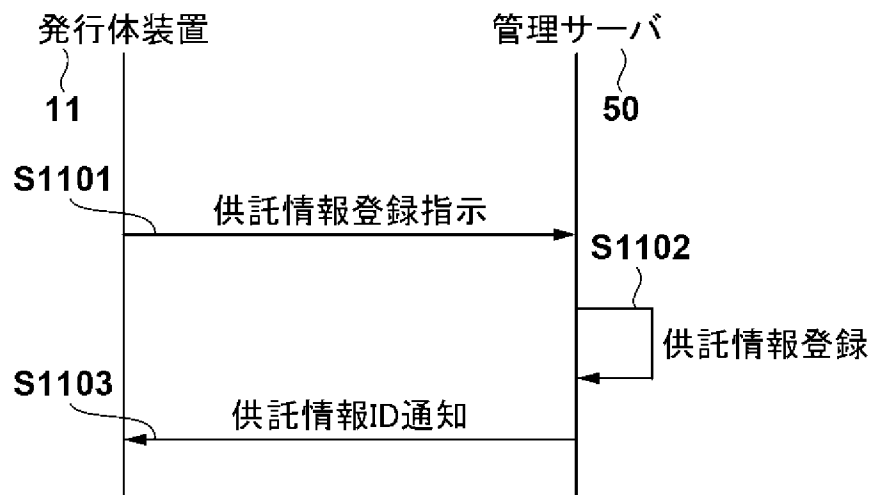 発行体装置
管理サーバ
11
50
S1101
供託情報登録指示
S1102
供託情報登録
S1103
供託情報ID通知